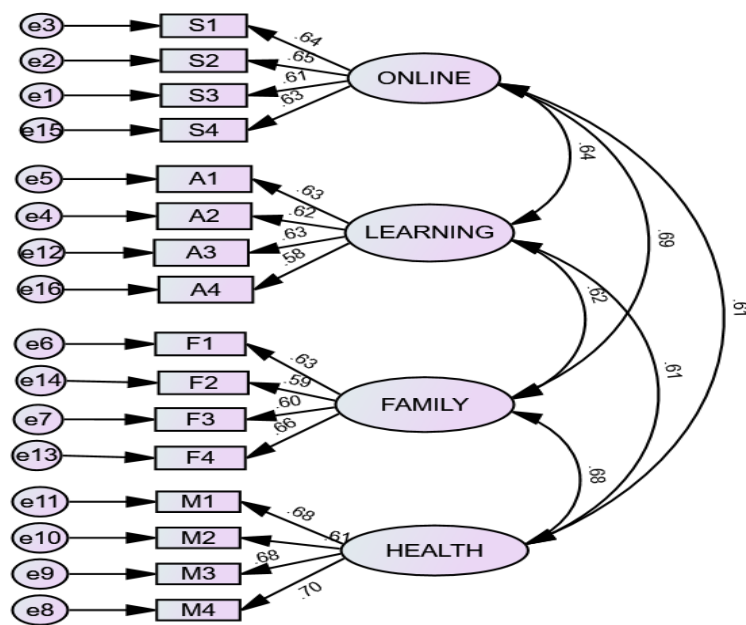 e3 S1 .64
e2 S2 .65 ONLINE
e1 S3 .61
e15 S4 .63
.64
e5 A1 .63
e4 A2 .62 LEARNING
e12 A3 .63
e16 A4 .58
.69
.62
.61
e6 F1 .63
e14 F2 .59 FAMILY
e7 F3 .60
e13 F4 .66
.61
.68
e11 M1 .68
e10 M2 .61 HEALTH
e9 M3 .68
e8 M4 .70